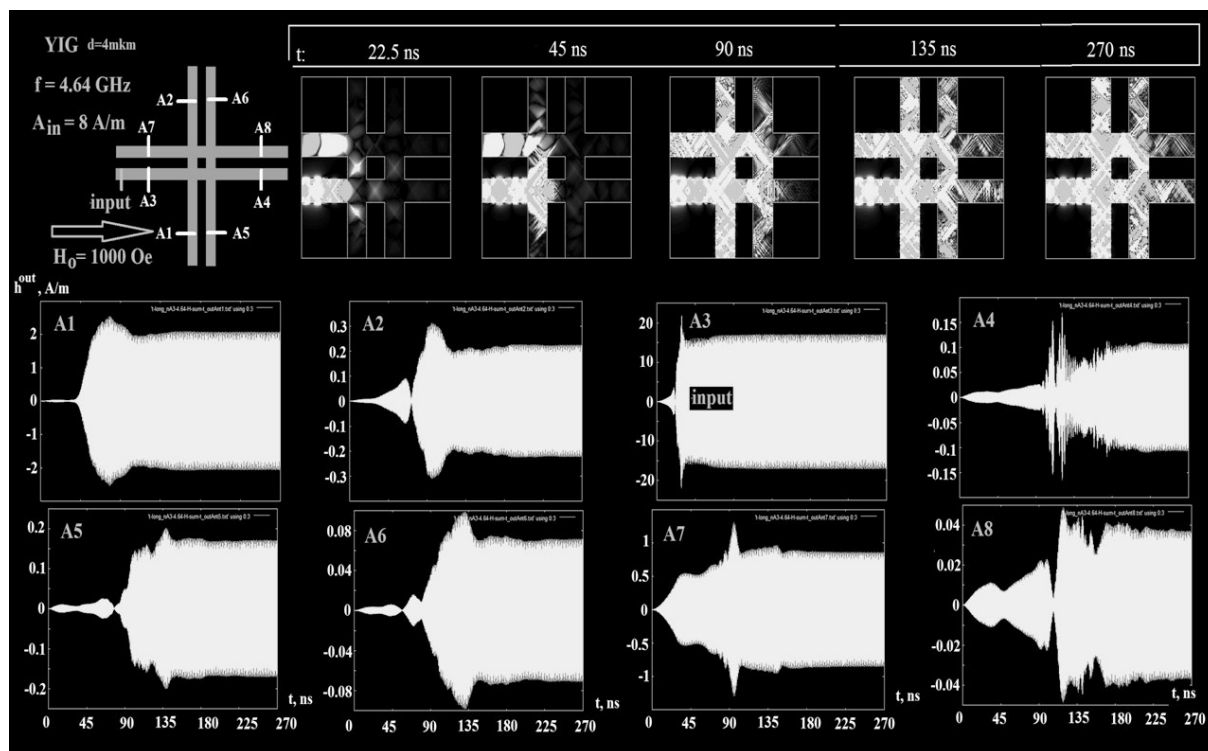 YIG d=4mkm
f = 4.64 GHz
A in = 8 A/m
A2
A6
A7
A8
input
A3
A4
A1
A5
H0= 1000 Oe
t:
22.5 ns
45 ns
90 ns
135 ns
270 ns
h out , A/m
A1
2
1
0
-1
-2
A2
0.3
0.2
0.1
0
-0.1
-0.2
-0.3
A3
input
20
10
0
-10
-20
A4
0.15
0.10
0.05
0
-0.05
-0.1
-0.15
A5
0.2
0.1
0
-0.1
-0.2
t, ns
0 45 90 135 180 225 270
A6
0.08
0.04
0
-0.04
-0.08
t, ns
0 45 90 135 180 225 270
A7
1
0.5
0
-0.5
-1
t, ns
0 45 90 135 180 225 270
A8
0.04
0.02
0
-0.02
-0.04
t, ns
0 45 90 135 180 225 270